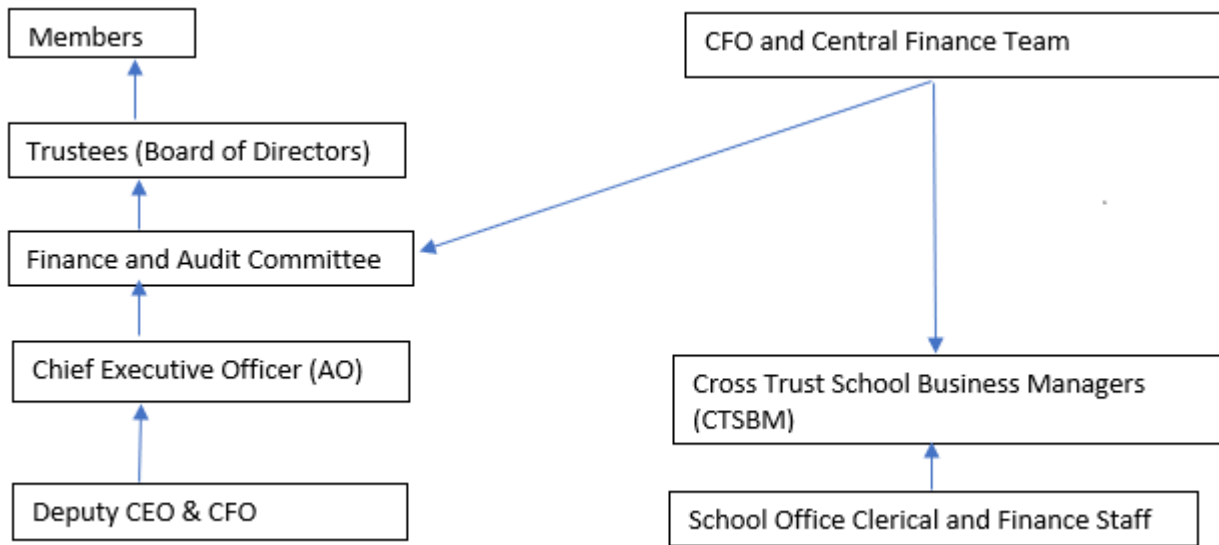 Members
CFO and Central Finance Team
Trustees (Board of Directors)
Finance and Audit Committee
Chief Executive Officer (AO)
Cross Trust School Business Managers
(CTSBM)
Deputy CEO & CFO
School Office Clerical and Finance Staff